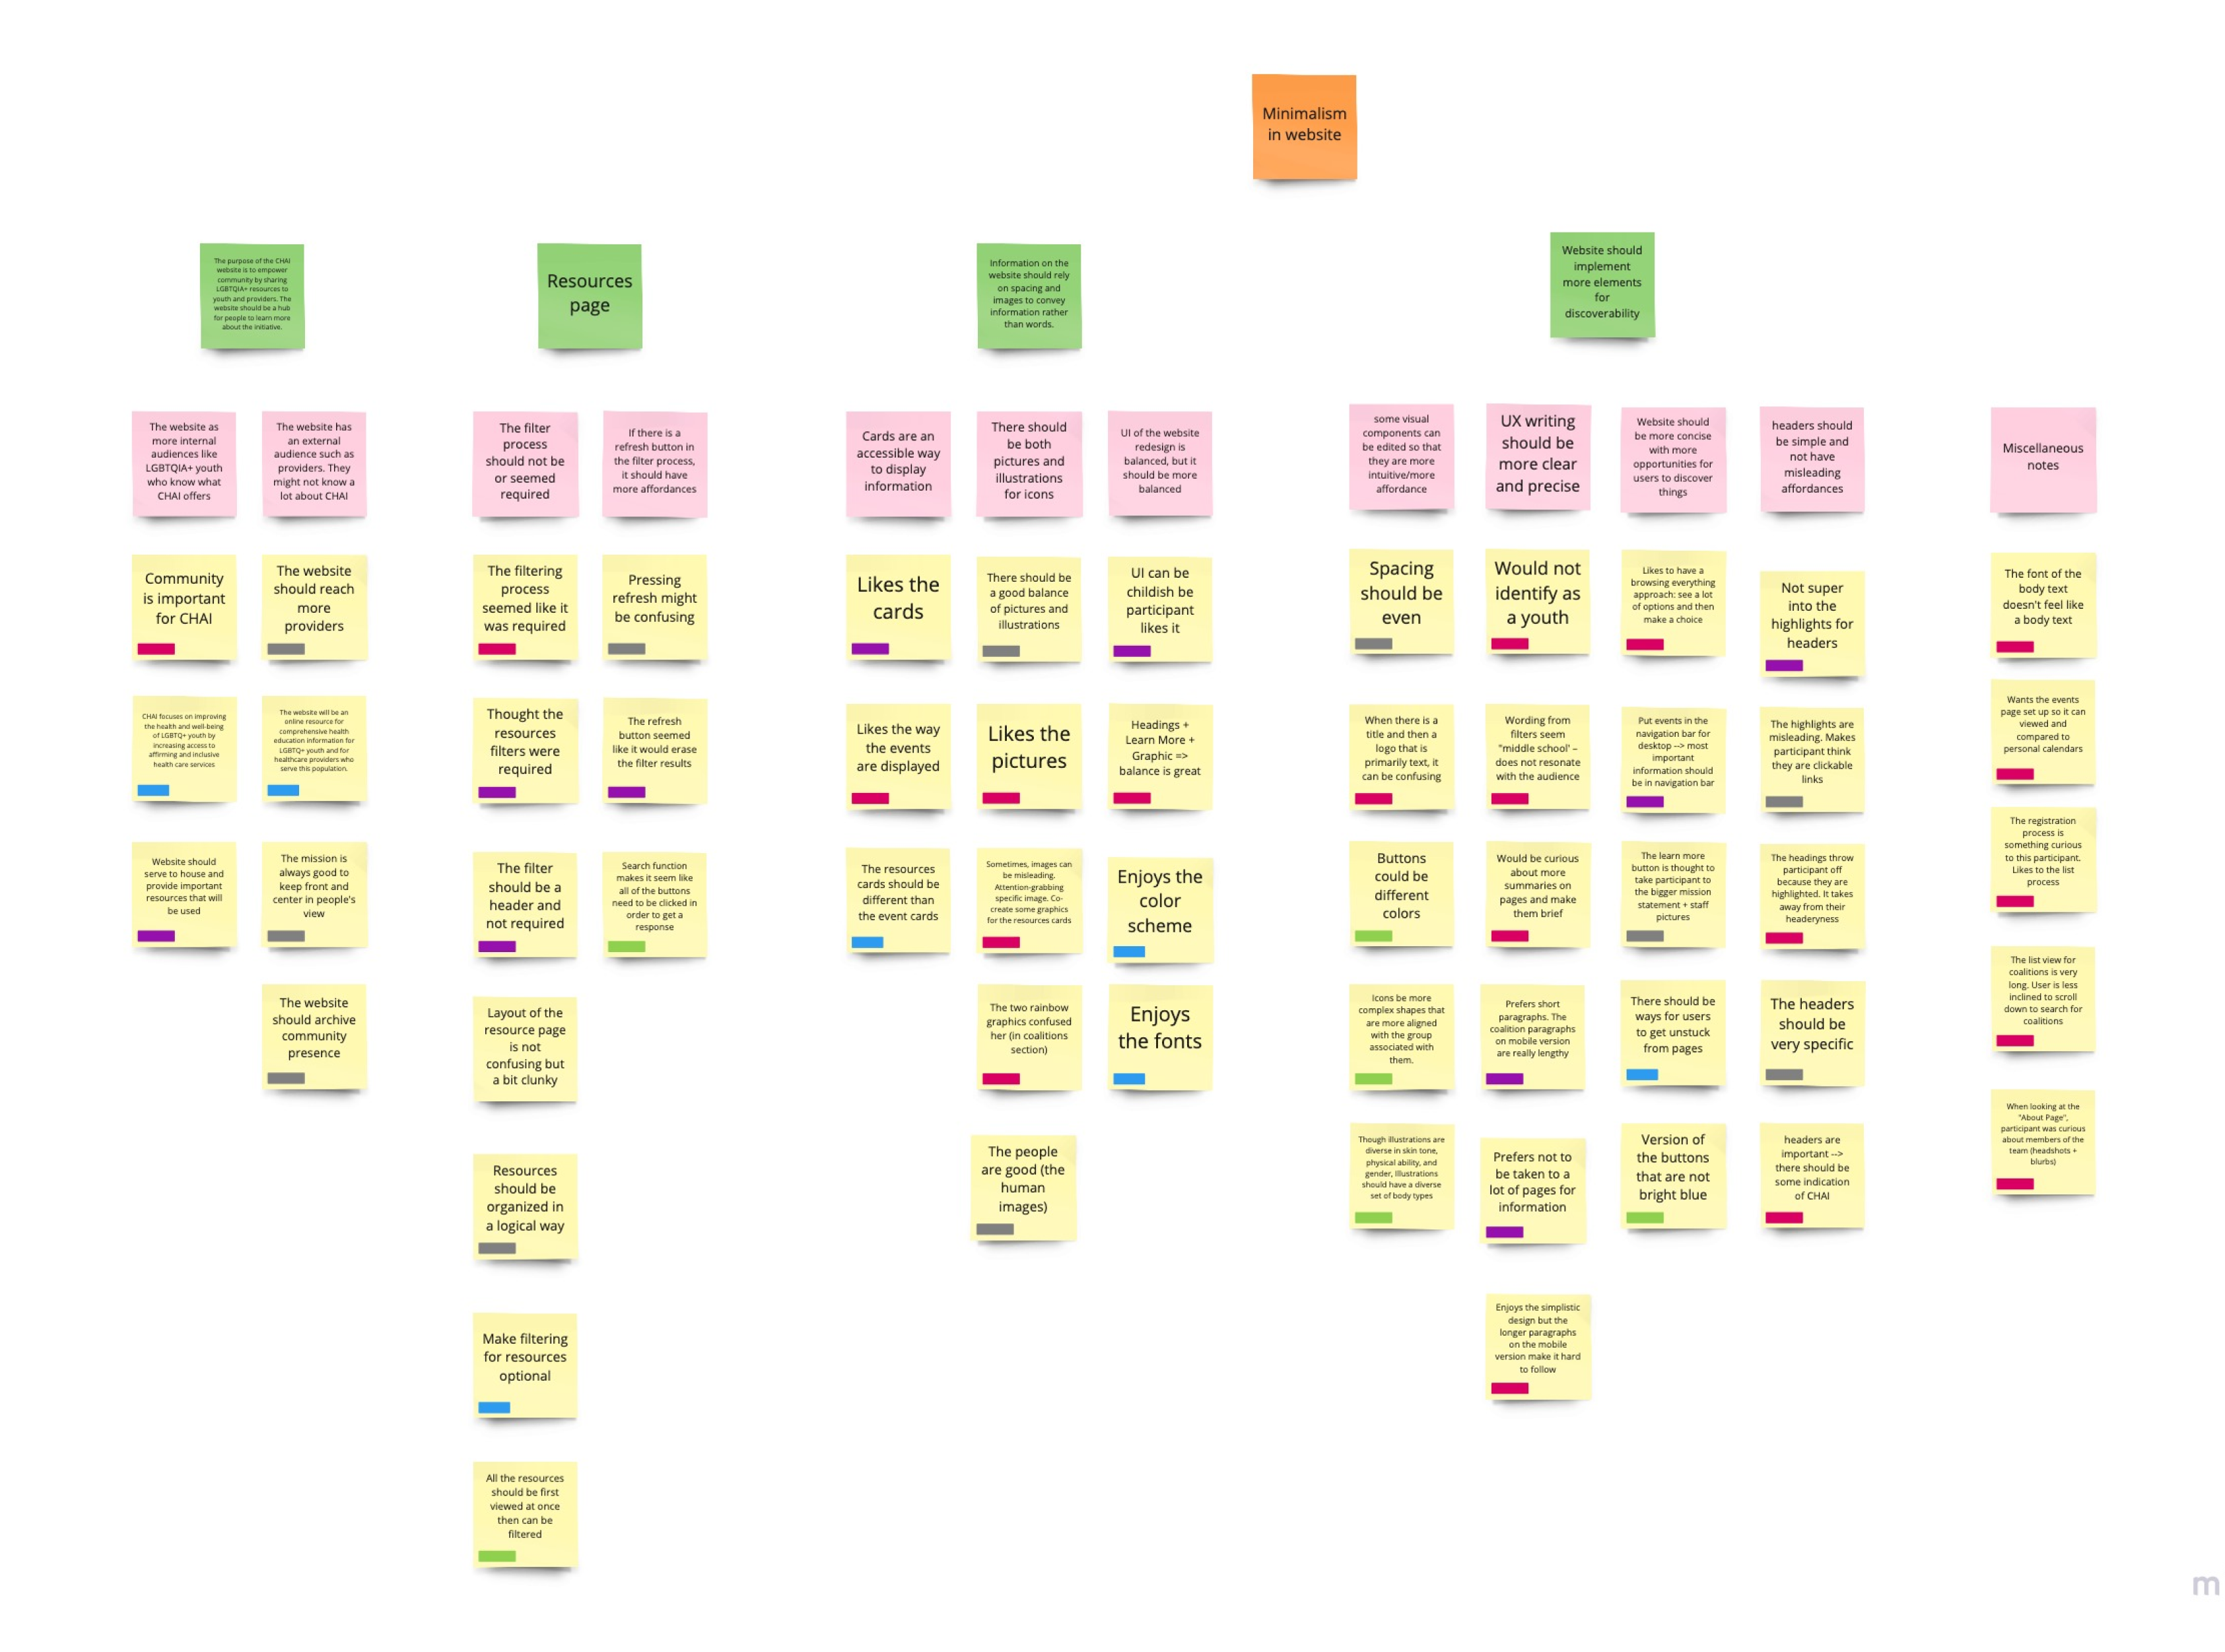 Minimalism
in website
The purpose of the CHAI
website is to empower
community by sharing
LGBTQIA+ resources to
youth and providers. The
website should be a hub
for people to learn more
about the initiative.
Resources
page
Information on the
website should rely
on spacing and
images to convey
information rather
than words.
Website should
implement
more elements
for
discoverability
The website as
more internal
audiences like
LGBTQIA+ youth
who know what
CHAI offers
The website has
an external
audience such as
providers. They
might not know a
lot about CHAI
The filter
process
should not be
or seemed
required
If there is a
refresh button in
the filter process,
it should have
more affordances
Cards are an
accessible way
to display
information
There should
be both
pictures and
illustrations
for icons
UI of the website
redesign is
balanced, but it
should be more
balanced
some visual
components can
be edited so that
they are more
intuitive/more
affordance
UX writing
should be
more clear
and precise
Website should
be more concise
with more
opportunities for
users to discover
things
headers should
be simple and
not have
misleading
affordances
Miscellaneous
notes
Community
is important
for CHAI
The website
should reach
more
providers
The filtering
process
seemed like it
was required
Pressing
refresh might
be confusing
Likes the
cards
There should be
a good balance
of pictures and
illustrations
UI can be
childish be
participant
likes it
Spacing
should be
even
Would not
identify as
a youth
Likes to have a
browsing everything
approach: see a lot
of options and then
make a choice
Not super
into the
highlights for
headers
The font of the
body text
doesn't feel like
a body text
CHAI focuses on improving
the health and well-being
of LGBTQ+ youth by
increasing access to
affirming and inclusive
health care services
The website will be an
online resource for
comprehensive health
education information for
LGBTQ+ youth and for
healthcare providers who
serve this population.
Thought the
resources
filters were
required
The refresh
button seemed
like it would erase
the filter results
Likes the way
the events
are displayed
Likes the
pictures
Headings +
Learn More +
Graphic =>
balance is great
When there is a
title and then a
logo that is
primarily text, it
can be confusing
Wording from
filters seem
"middle school' –
does not resonate
with the audience
Put events in the
navigation bar for
desktop --> most
important
information should
be in navigation bar
The highlights are
misleading. Makes
participant think
they are clickable
links
Wants the events
page set up so it can
viewed and
compared to
personal calendars
Website should
serve to house and
provide important
resources that will
be used
The mission is
always good to
keep front and
center in people's
view
The filter
should be a
header and
not required
Search function
makes it seem like
all of the buttons
need to be clicked in
order to get a
response
The resources
cards should be
different than
the event cards
Sometimes, images can
be misleading.
Attention-grabbing
specific image. Co-
create some graphics
for the resources cards
Enjoys the
color
scheme
Buttons
could be
different
colors
Would be curious
about more
summaries on
pages and make
them brief
The learn more
button is thought to
take participant to
the bigger mission
statement + staff
pictures
The headings throw
participant off
because they are
highlighted. It takes
away from their
headeryness
The registration
process is
something curious
to this participant.
Likes to the list
process
The website
should archive
community
presence
Layout of the
resource page
is not
confusing but
a bit clunky
The two rainbow
graphics confused
her (in coalitions
section)
Enjoys
the fonts
Icons be more
complex shapes that
are more aligned
with the group
associated with
them.
Prefers short
paragraphs. The
coalition paragraphs
on mobile version
are really lengthy
There should be
ways for users
to get unstuck
from pages
The headers
should be
very specific
The list view for
coalitions is very
long. User is less
inclined to scroll
down to search for
coalitions
Resources
should be
organized in
a logical way
The people
are good (the
human
images)
Though illustrations are
diverse in skin tone,
physical ability, and
gender, Illustrations
should have a diverse
set of body types
Prefers not to
be taken to a
lot of pages for
information
Version of
the buttons
that are not
bright blue
headers are
important -->
there should be
some indication
of CHAI
When looking at the
"About Page",
participant was curious
about members of the
team (headshots +
blurbs)
Make filtering
for resources
optional
Enjoys the simplistic
design but the
longer paragraphs
on the mobile
version make it hard
to follow
All the resources
should be first
viewed at once
then can be
filtered
m